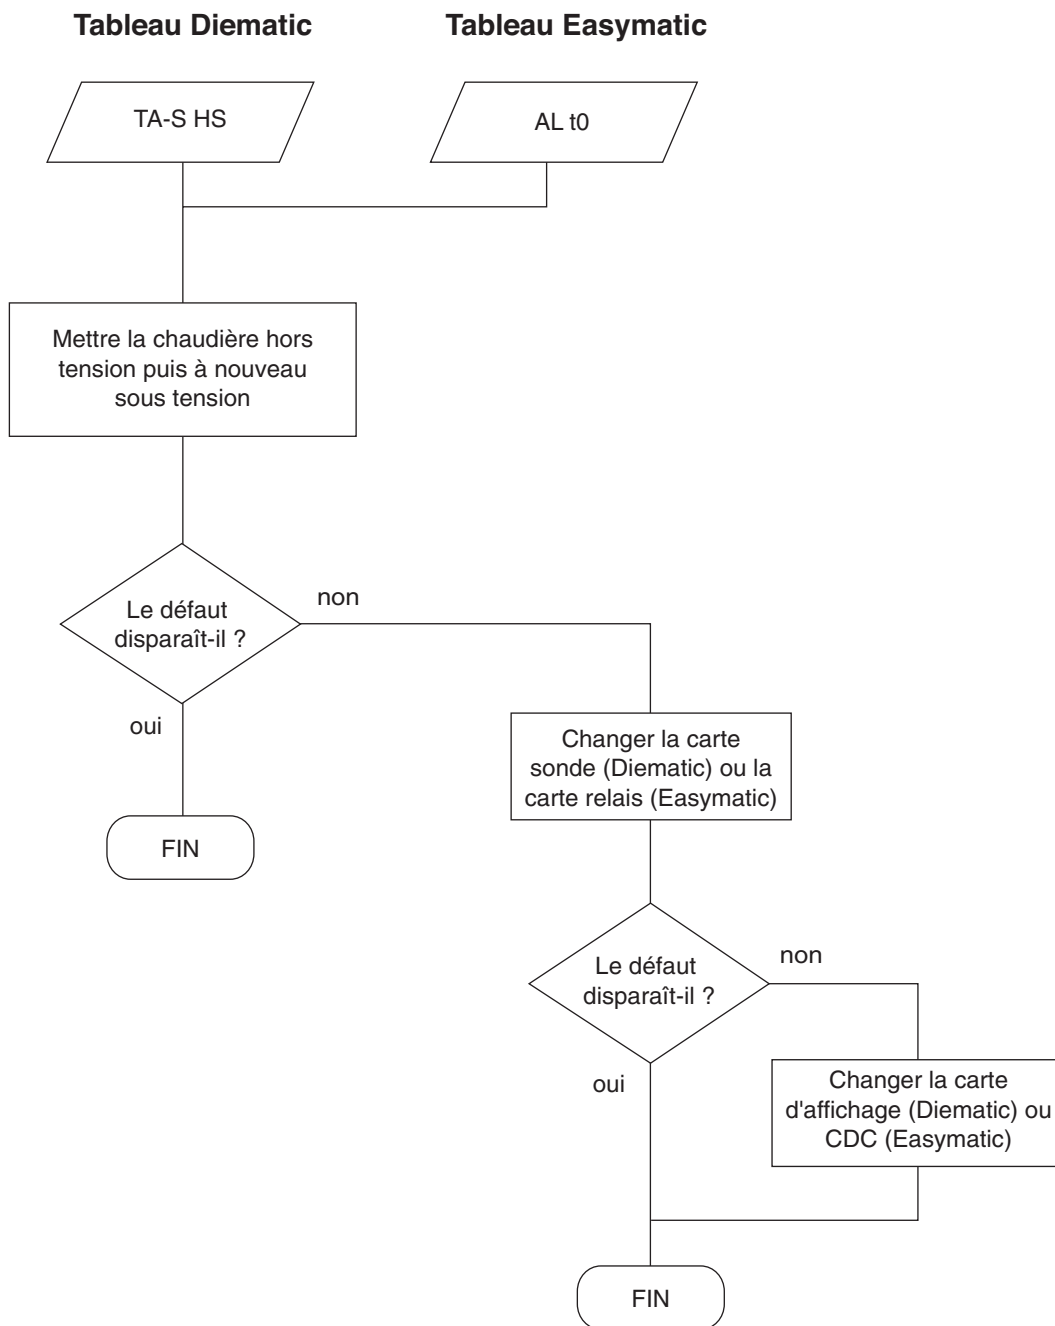 Tableau Diematic
Tableau Easymatic
TA-S HS
AL t0
Mettre la chaudière hors
tension puis à nouveau
sous tension
Le défaut
disparaît-il ?
non
oui
FIN
Changer la carte
sonde (Diematic) ou la
carte relais (Easymatic)
Le défaut
disparaît-il ?
non
oui
Changer la carte
d'affichage (Diematic) ou
CDC (Easymatic)
FIN